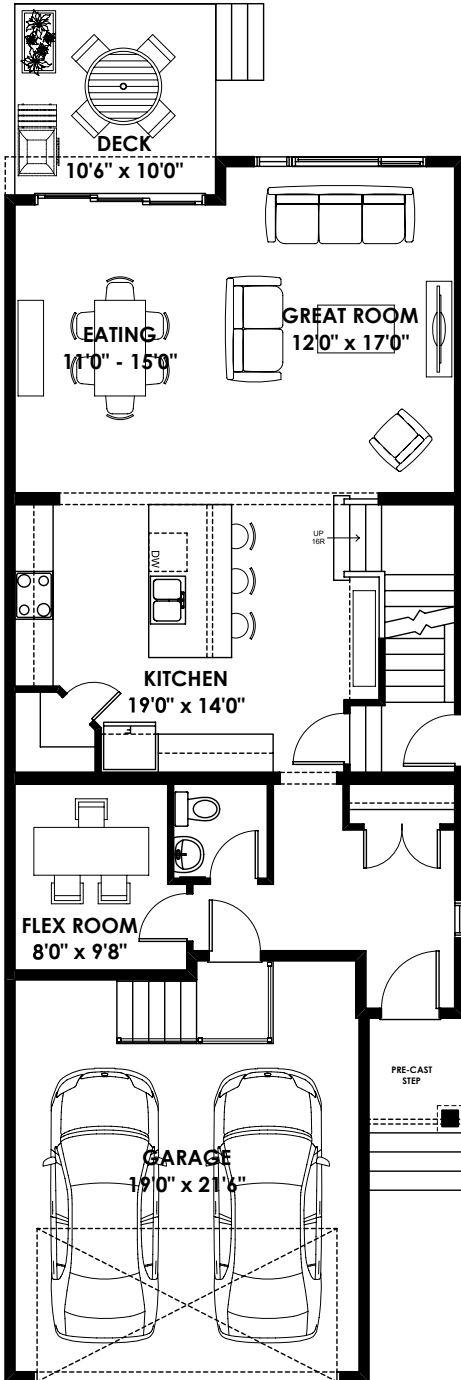 DECK
10'6" x 10'0"
EATING
11'0" - 15'0"
GREAT ROOM
12'0" x 17'0"
UP
16R
DW
KITCHEN
19'0" x 14'0"
F
FLEX ROOM
8'0" x 9'8"
PRE-CAST
STEP
GARAGE
19'0" x 21'6"